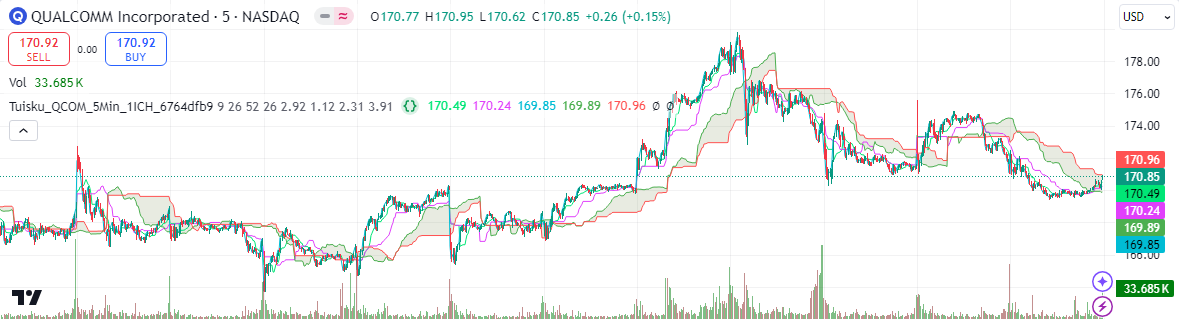 QUALCOMM Incorporated · 5 · NASDAQ O170.77 H170.95 L170.62 C170.85 +0.26 (+0.15%)
USD
170.92 SELL
0.00
170.92 BUY
Vol 33.685 K
Tuisku_QCOM_5Min_1ICH_6764dfb9 9 26 52 26 2.92 1.12 2.31 3.91 170.49 170.24 169.85 169.89 170.96 Ø Ø
178.00
176.00
174.00
170.96
170.85
170.49
170.24
169.89
169.85
166.00
33.685 K